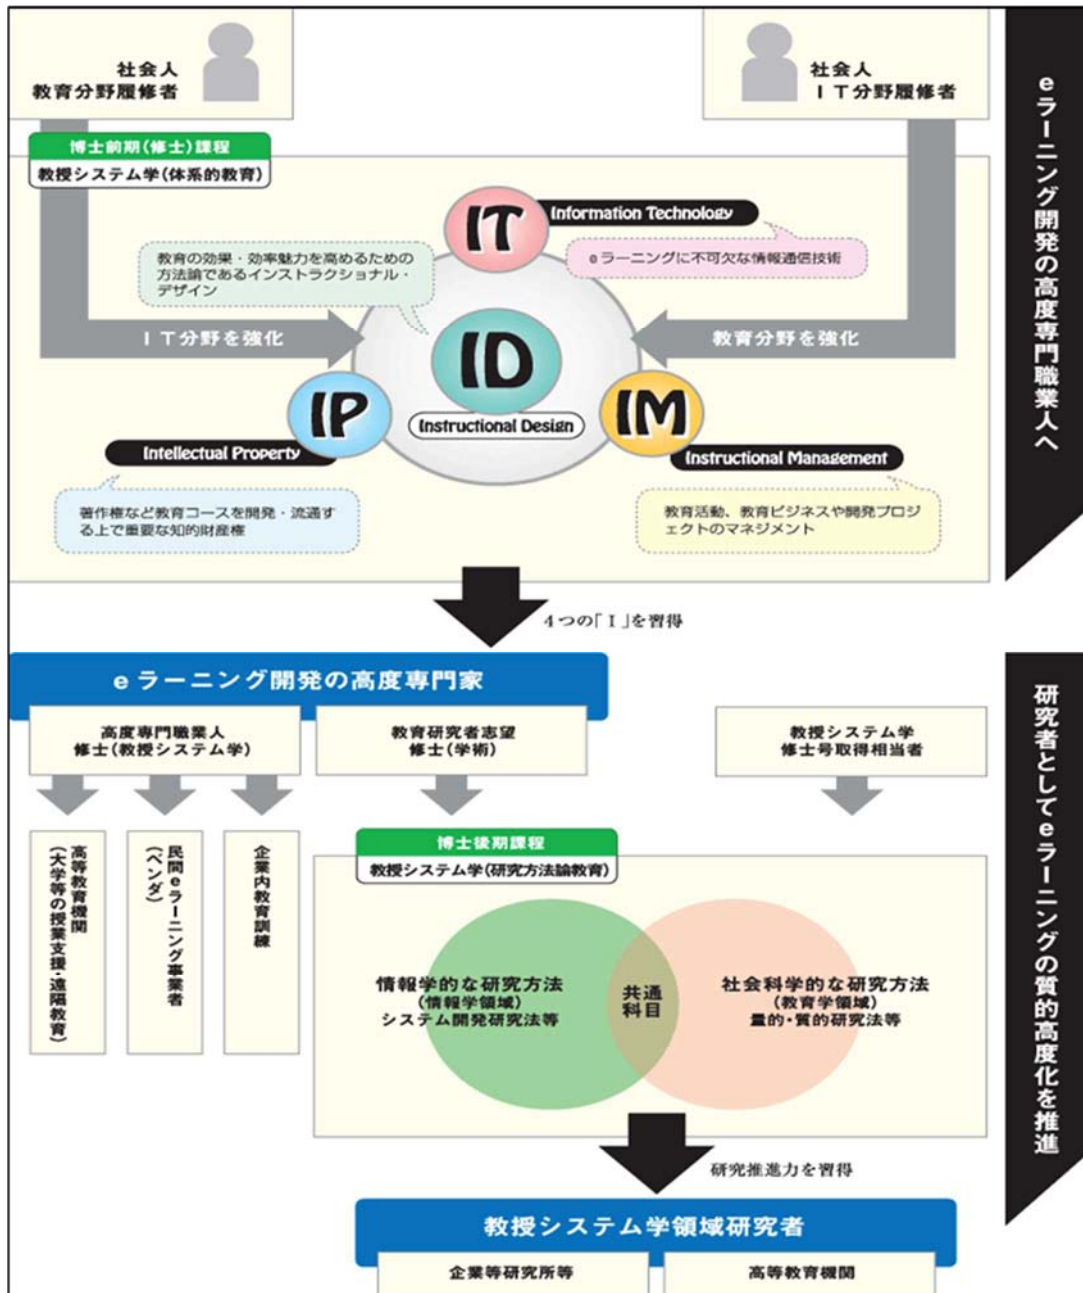 社会人
教育分野履修者
社会人
IT分野履修者
eラーニング開発の高度専門職業人へ
博士前期(修士)課程
教授システム学(体系的教育)
IT
Information Technology
eラーニングに不可欠な情報通信技術
教育の効果・効率魅力を高めるための
方法論であるインストラクショナル・
デザイン
IT分野を強化
教育分野を強化
ID
Instructional Design
IP
Intellectual Property
著作権など教育コースを開発・流通す
る上で重要な知的財産権
IM
Instructional Management
教育活動、教育ビジネスや開発プロジ
ェクトのマネジメント
4つの「I」を習得
eラーニング開発の高度専門家
高度専門職業人
修士(教授システム学)
教育研究者志望
修士(学術)
教授システム学
修士号取得相当者
研究者としてeラーニングの質的高度化を推進
高等教育機関
(大学等の授業支援・遠隔教育)
民間eラーニング事業者
(ベンダ)
企業内教育訓練
博士後期課程
教授システム学(研究方法論教育)
情報学的な研究方法
(情報学領域)
システム開発研究法等
共通
科目
社会科学的な研究方法
(教育学領域)
量的・質的研究法等
研究推進力を習得
教授システム学領域研究者
企業等研究所等
高等教育機関